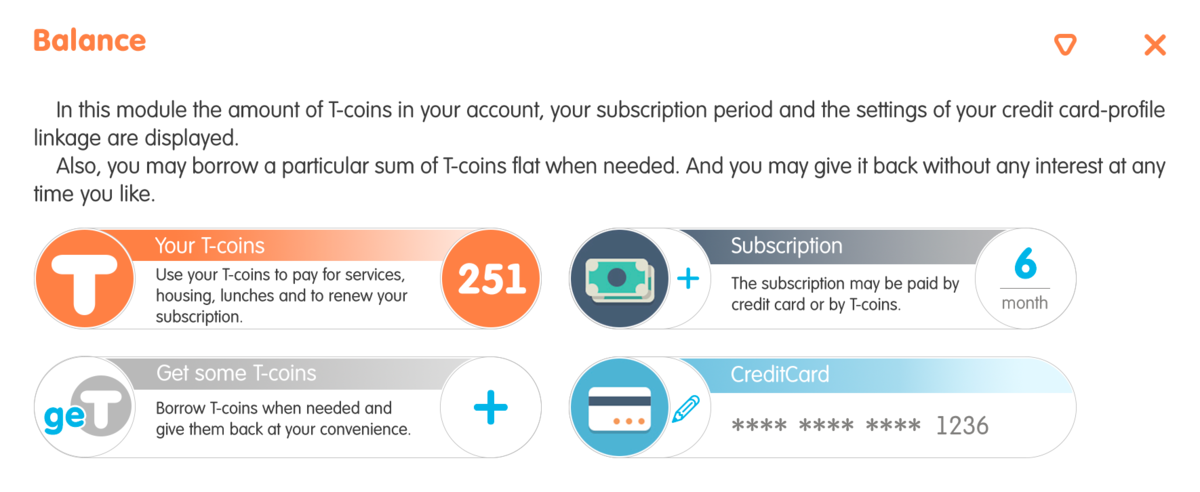 Balance
In this module the amount of T-coins in your account, your subscription period and the settings of your credit card-profile
linkage are displayed.
Also, you may borrow a particular sum of T-coins flat when needed. And you may give it back without any interest at any
time you like.
T
Your T-coins
Use your T-coins to pay for services,
housing, lunches and to renew your
subscription.
251
+
Subscription
The subscription may be paid by
credit card or by T-coins.
6
month
geT
Get some T-coins
Borrow T-coins when needed and
give them back at your convenience.
+
CreditCard
**** **** **** 1236